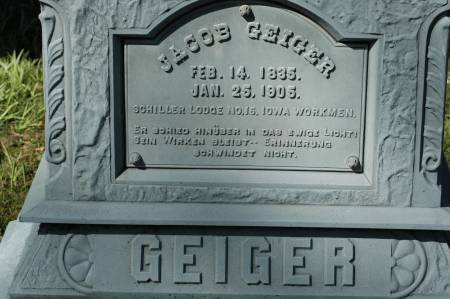 JACOB GEIGER
FEB. 14. 1835.
JAN. 25, 1905.
SCHILLER LODGE NO. 16. IOWA WORKMEN.
ER SCHIED HINÜBER IN DAS EWIGE LICHT!
SEIN WIRKEN BLEIBT-- ERINNERUNG
SCHWINDET NICHT.
GEIGER